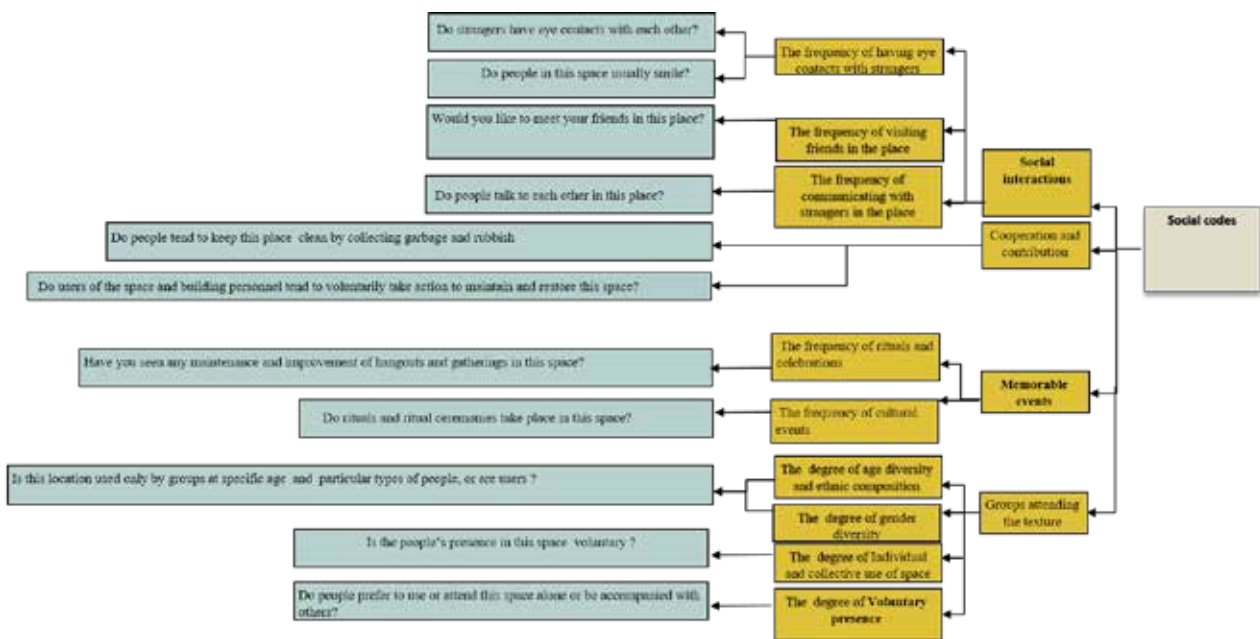 Do strangers have eye contacts with each other?
Do people in this space usually smile?
Would you like to meet your friends in this place?
Do people talk to each other in this place?
Do people tend to keep this place clean by collecting garbage and rubbish
Do users of the space and building personnel tend to voluntarily take action to maintain and restore this space?
Have you seen any maintenance and improvement of hangouts and gatherings in this space?
Do rituals and ritual ceremonies take place in this space?
Is this location used only by groups at specific age and particular types of people, or are users ?
Is the people's presence in this space voluntary ?
Do people prefer to use or attend this space alone or be accompanied with
others?
The frequency of having eye
contacts with strangers
The frequency of visiting
friends in the place
The frequency of
communicating with
strangers in the place
The frequency of rituals and
celebrations
The frequency of cultural
events
The degree of age diversity
and ethnic composition
The degree of gender
diversity
The degree of Individual
and collective use of space
The degree of Voluntary
presence
Social
interactions
Cooperation and
contribution
Memorable
events
Groups attending
the texture
Social codes